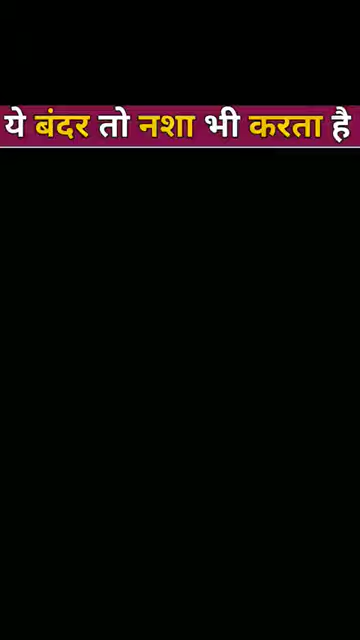 ये बंदर तो नशा भी करता है